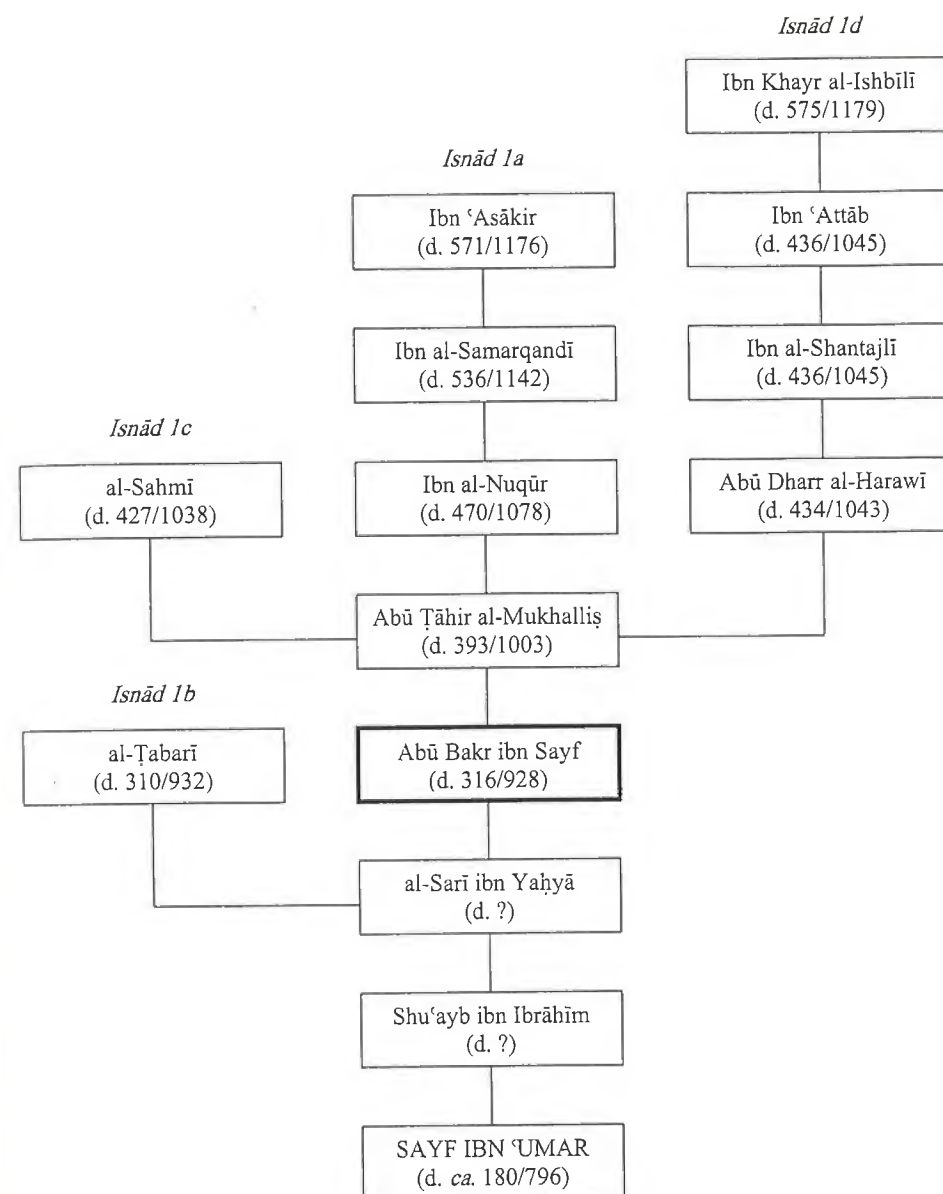 Isnād 1d
Ibn Khayr al-Ishbīlī
(d. 575/1179)
Isnād 1a
Ibn ʿAsākir
(d. 571/1176)
Ibn ʿAttāb
(d. 436/1045)
Ibn al-Samarqandī
(d. 536/1142)
Ibn al-Shantajlī
(d. 436/1045)
Isnād 1c
al-Sahmī
(d. 427/1038)
Ibn al-Nuqūr
(d. 470/1078)
Abū Dharr al-Harawī
(d. 434/1043)
Abū Ṭāhir al-Mukhalliṣ
(d. 393/1003)
Isnād 1b
al-Ṭabarī
(d. 310/932)
Abū Bakr ibn Sayf
(d. 316/928)
al-Sarī ibn Yaḥyā
(d. ?)
Shuʿayb ibn Ibrāhīm
(d. ?)
SAYF IBN ʿUMAR
(d. ca. 180/796)